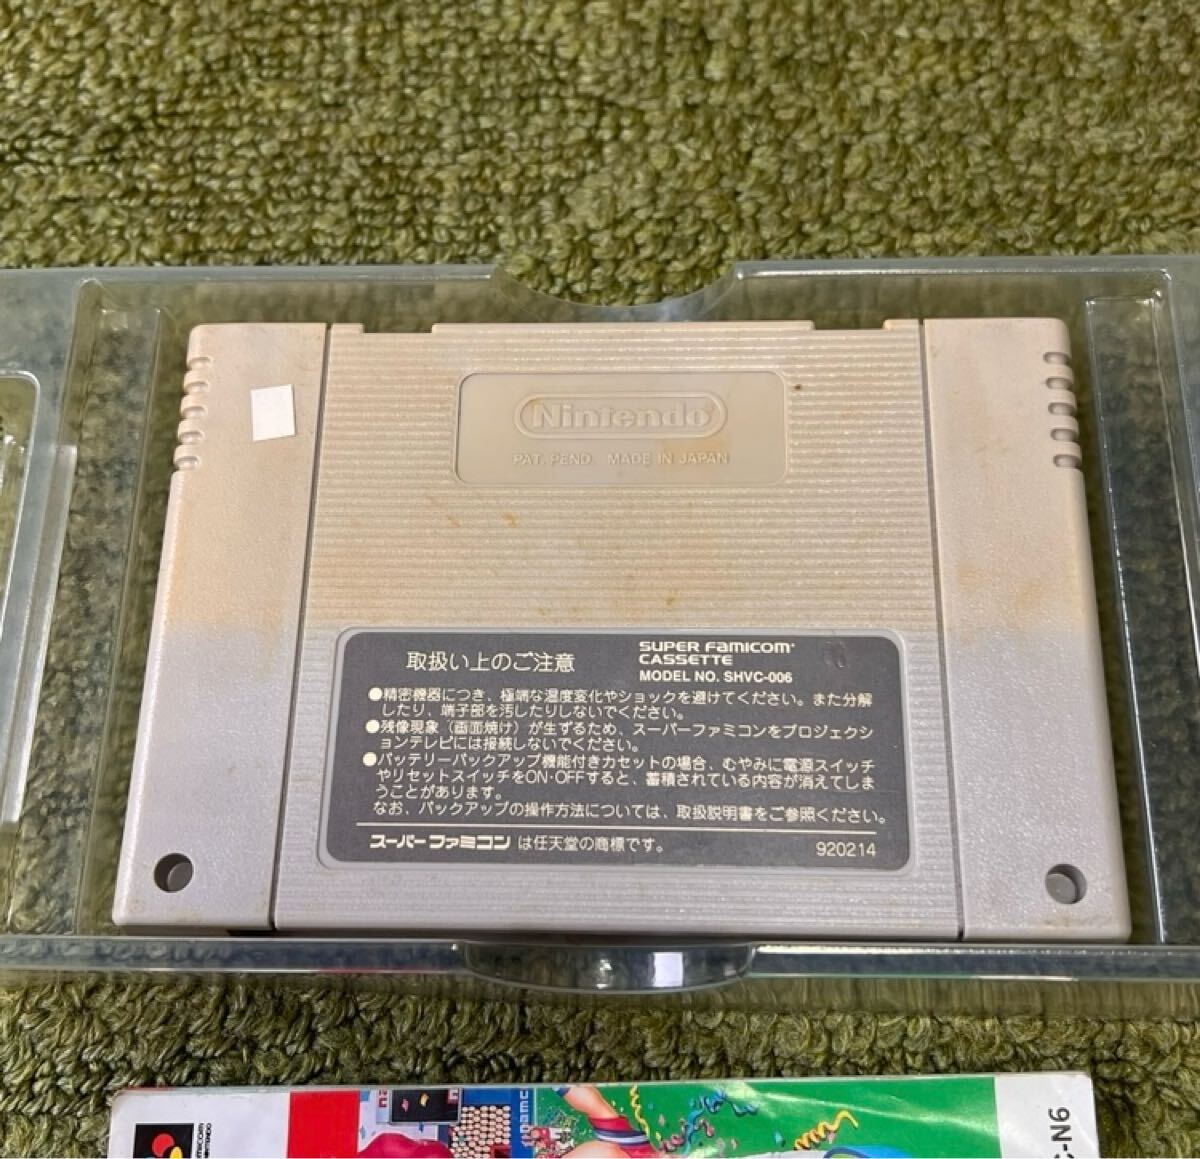 Nintendo
PAT. PEND. MADE IN JAPAN
取扱い上のご注意
SUPER FAMICOM
CASSETTE
MODEL NO. SHVC-006
●精密機器につき、極端な温度変化やショックを避けてください。また分解
したり、端子部を汚したりしないでください。
●残像現象（画面焼け）が生ずるため、スーパーファミコンをプロジェクシ
ョンテレビには接続しないでください。
●バッテリーバックアップ機能付きカセットの場合、むやみに電源スイッチ
やリセットスイッチをON・OFFすると、蓄積されている内容が消えてしま
うことがあります。
なお、バックアップの操作方法については、取扱説明書をご参照ください。
スーパーファミコンは任天堂の商標です。
920214
C-N6